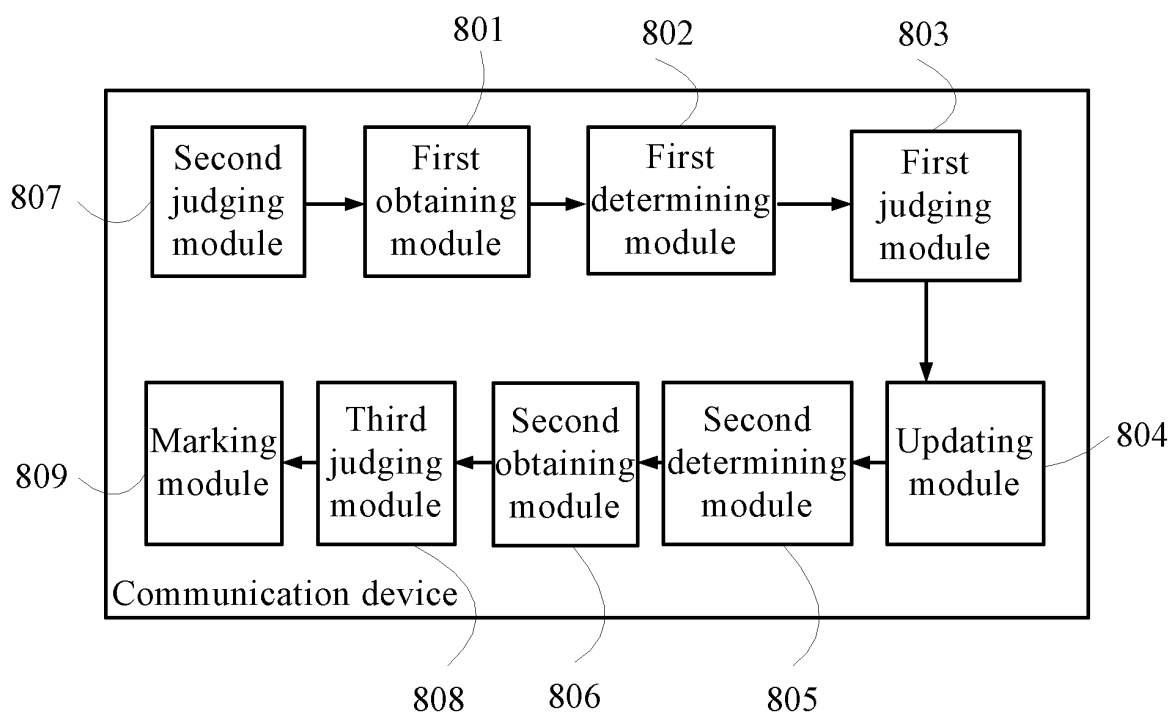 801
802
803
807
Second
judging
module
First
obtaining
module
First
determining
module
First
judging
module
Marking
module
Third
judging
module
Second
obtaining
module
Second
determining
module
Updating
module
804
809
Communication device
808
806
805